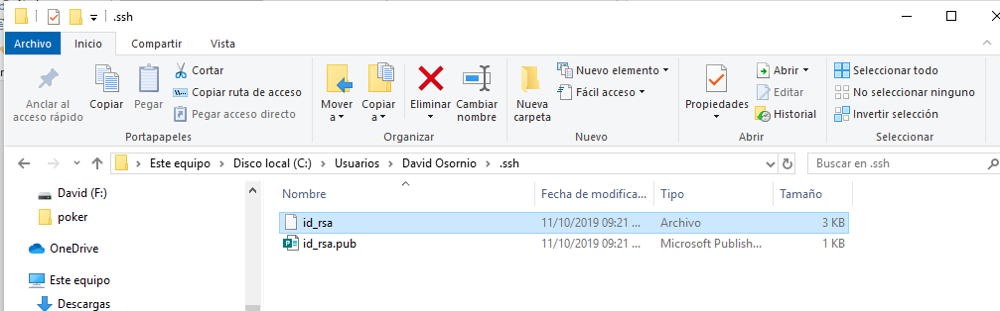 .ssh
Archivo Inicio Compartir Vista
Anclar al acceso rápido
Copiar
Pegar
Cortar
Copiar ruta de acceso
Pegar acceso directo
Portapapeles
Mover a
Copiar a
Eliminar
Cambiar nombre
Organizar
Nueva carpeta
Nuevo elemento
Fácil acceso
Nuevo
Propiedades
Abrir
Editar
Historial
Abrir
Seleccionar todo
No seleccionar ninguno
Invertir selección
Seleccionar
Este equipo > Disco local (C:) > Usuarios > David Osornio > .ssh
Buscar en .ssh
David (F:)
poker
OneDrive
Este equipo
Descargas
Nombre Fecha de modifica... Tipo Tamaño
id_rsa 11/10/2019 09:21 ... Archivo 3 KB
id_rsa.pub 11/10/2019 09:21 ... Microsoft Publish... 1 KB